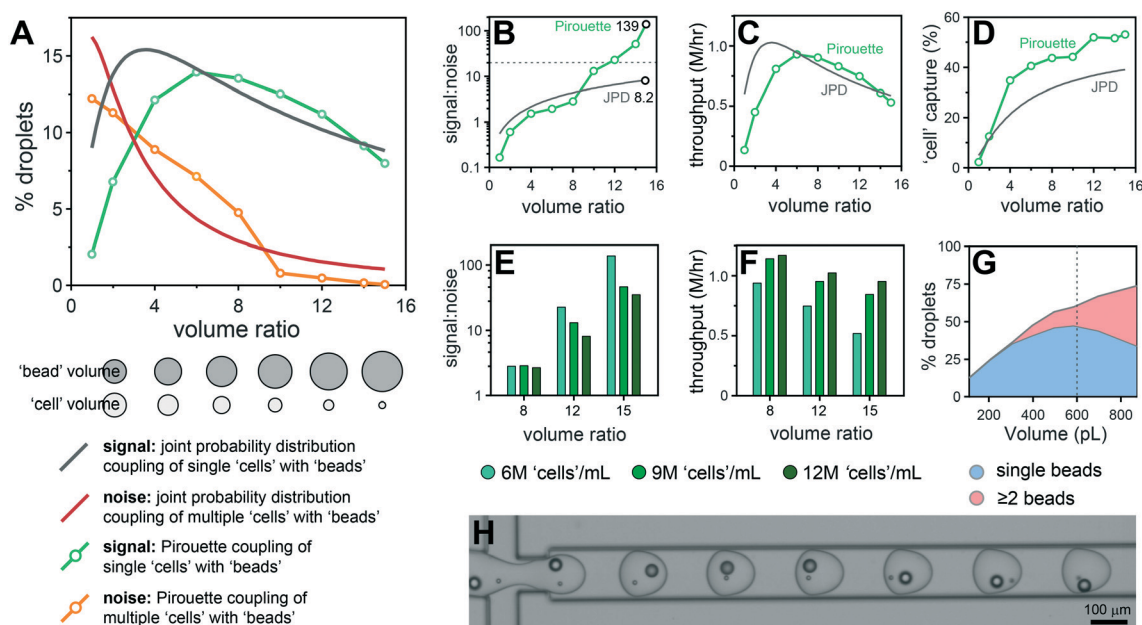 A
% droplets
15
10
5
0
0
4
8
12
16
volume ratio
'bead' volume
'cell' volume
signal: joint probability distribution
coupling of single 'cells' with 'beads'
noise: joint probability distribution
coupling of multiple 'cells' with 'beads'
signal: Pirouette coupling of
single 'cells' with 'beads'
noise: Pirouette coupling of
multiple 'cells' with 'beads'
B
signal:noise
100
10
1
0.1
Pirouette 139
JPD 8.2
0 4 8 12 16
volume ratio
C
throughput (M/hr)
1.0
0.5
0
Pirouette
JPD
0 4 8 12 16
volume ratio
D
'cell' capture (%)
60
40
20
0
Pirouette
JPD
0 4 8 12 16
volume ratio
E
signal:noise
100
10
1
8 12 15
volume ratio
F
throughput (M/hr)
1.0
0.5
0
8 12 15
volume ratio
6M 'cells'/mL
9M 'cells'/mL
12M 'cells'/mL
G
% droplets
100
75
50
25
0
200 400 600 800
Volume (pL)
single beads
≥2 beads
H
100 µm